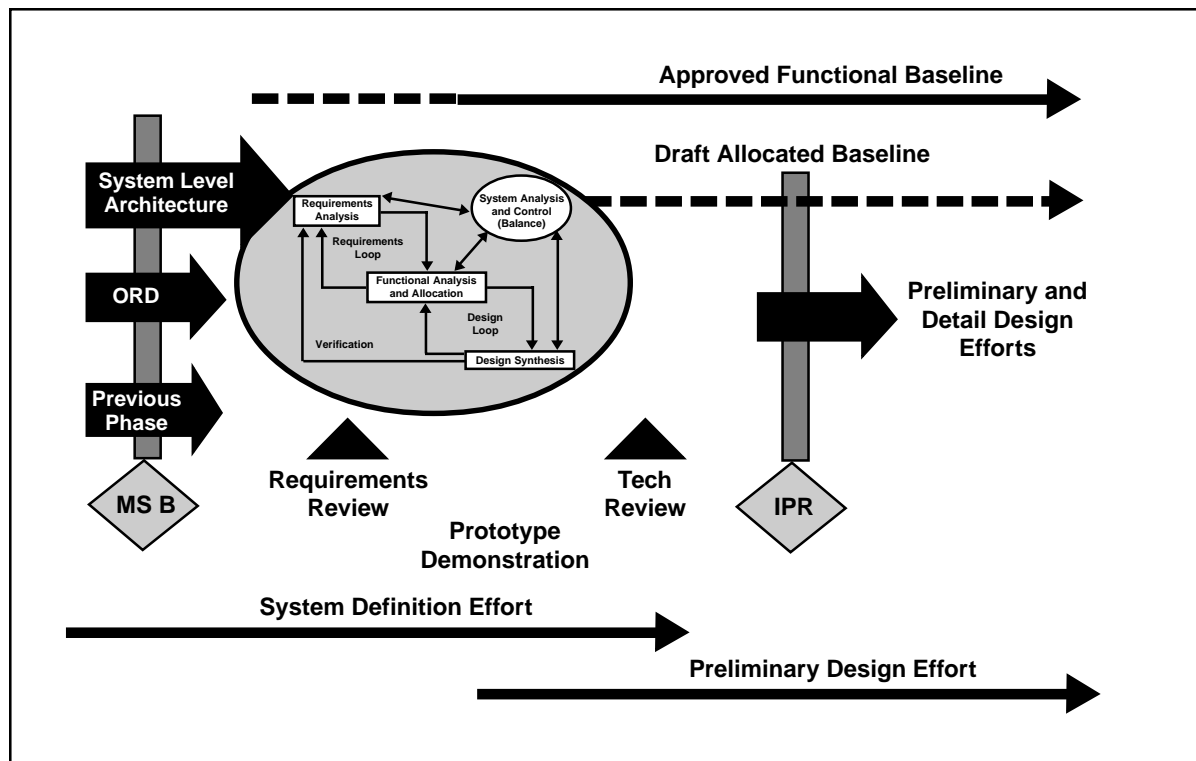 Approved Functional Baseline
Draft Allocated Baseline
System Level
Architecture
ORD
Previous
Phase
Requirements
Analysis
System Analysis
and Control
(Balance)
Requirements
Loop
Functional Analysis
and Allocation
Design
Loop
Verification
Design Synthesis
Preliminary and
Detail Design
Efforts
MS B
Requirements
Review
Prototype
Demonstration
Tech
Review
IPR
System Definition Effort
Preliminary Design Effort